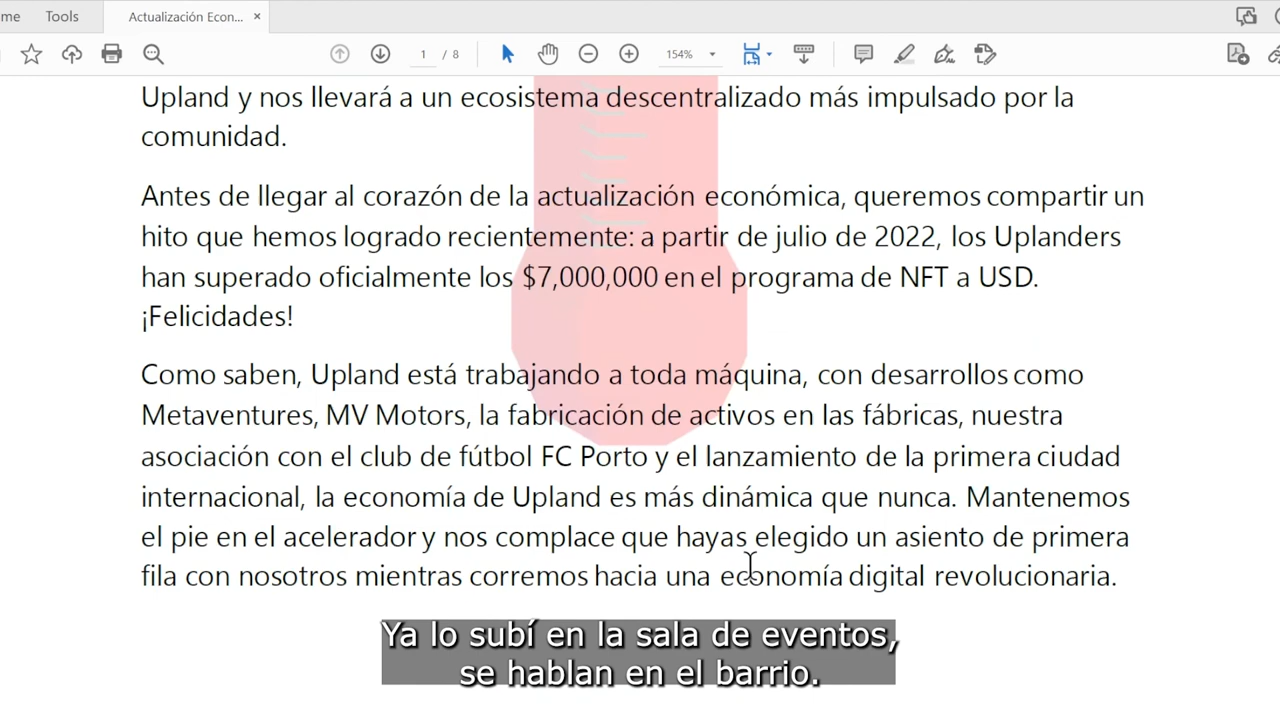 me Tools Actualización Econ... ×
1 / 8 154%
Upland y nos llevará a un ecosistema descentralizado más impulsado por la
comunidad.
Antes de llegar al corazón de la actualización económica, queremos compartir un
hito que hemos logrado recientemente: a partir de julio de 2022, los Uplanders
han superado oficialmente los $7,000,000 en el programa de NFT a USD.
¡Felicidades!
Como saben, Upland está trabajando a toda máquina, con desarrollos como
Metaventures, MV Motors, la fabricación de activos en las fábricas, nuestra
asociación con el club de fútbol FC Porto y el lanzamiento de la primera ciudad
internacional, la economía de Upland es más dinámica que nunca. Mantenemos
el pie en el acelerador y nos complace que hayas elegido un asiento de primera
fila con nosotros mientras corremos hacia una economía digital revolucionaria.
Ya lo subí en la sala de eventos,
se hablan en el barrio.